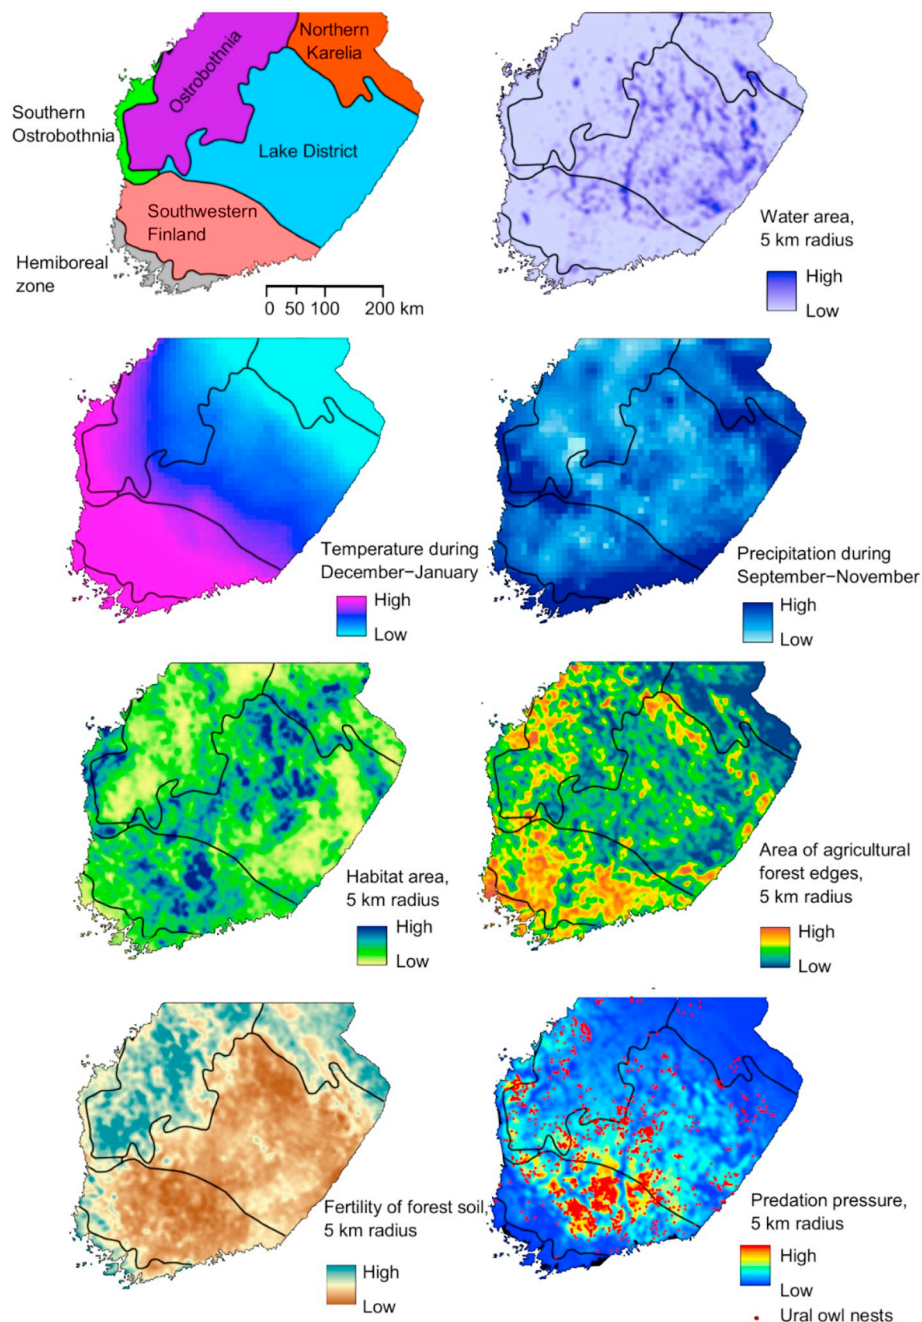 Northern
Karelia
Ostrobothnia
Southern
Ostrobothnia
Lake District
Southwestern
Finland
Hemiboreal
zone
0 50 100 200 km
Water area,
5 km radius
High
Low
Temperature during
December−January
High
Low
Precipitation during
September−November
High
Low
Habitat area,
5 km radius
High
Low
Area of agricultural
forest edges,
5 km radius
High
Low
Fertility of forest soil,
5 km radius
High
Low
Predation pressure,
5 km radius
High
Low
Ural owl nests